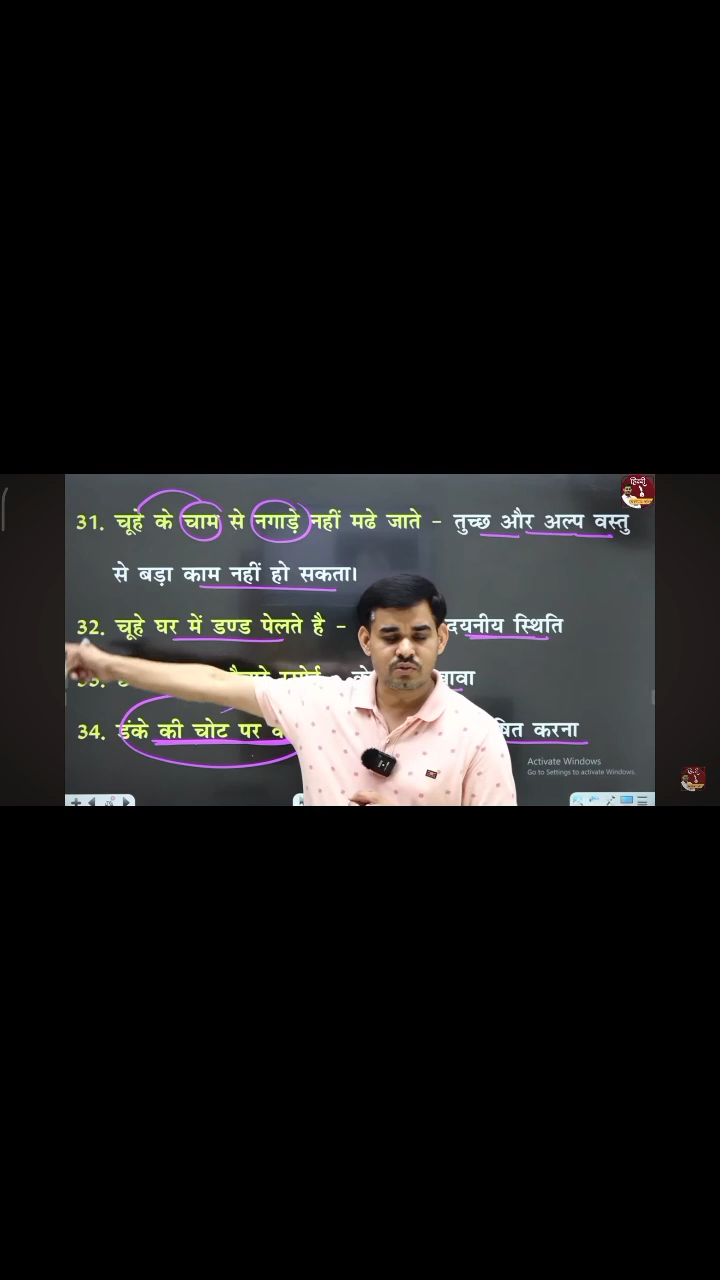 31. चूहे के चाम से नगाड़े नहीं मढे जाते - तुच्छ और अल्प वस्तु
से बड़ा काम नहीं हो सकता।
32. चूहे घर में डण्ड पेलते है - दयनीय स्थिति
33.
34. डंके की चोट पर करना
Activate Windows
Go to Settings to activate Windows.
हिन्दी